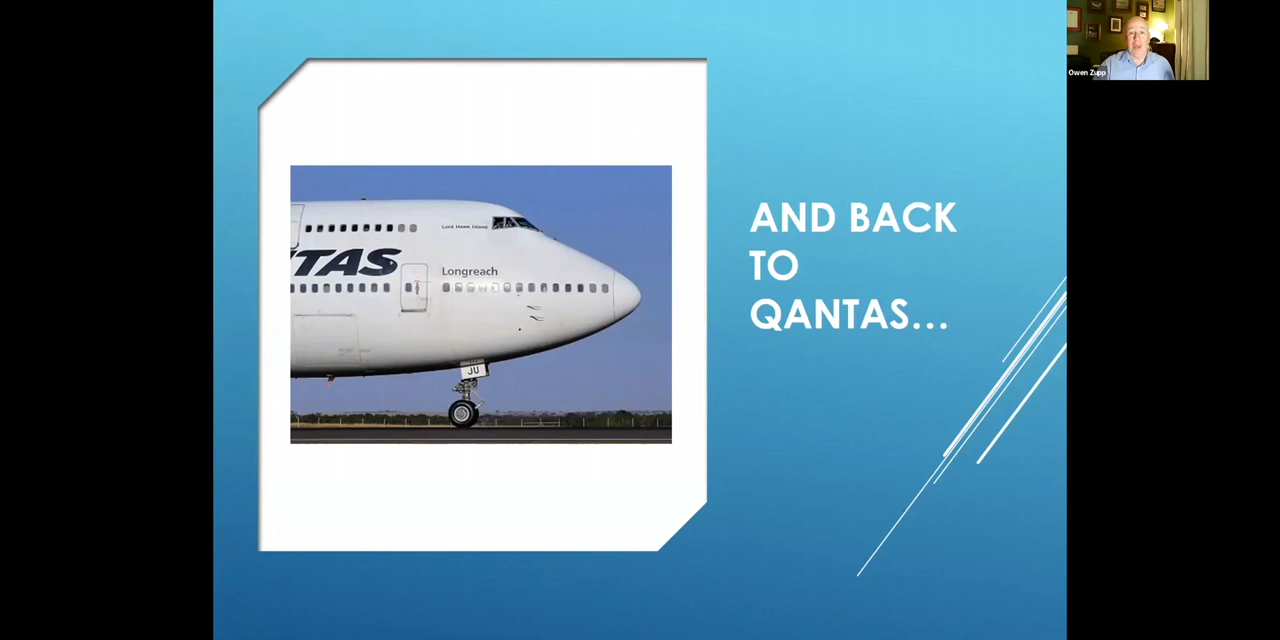 Owen Zupp
AND BACK
TO
QANTAS...
Lord Howe Island
TAS
Longreach
JU